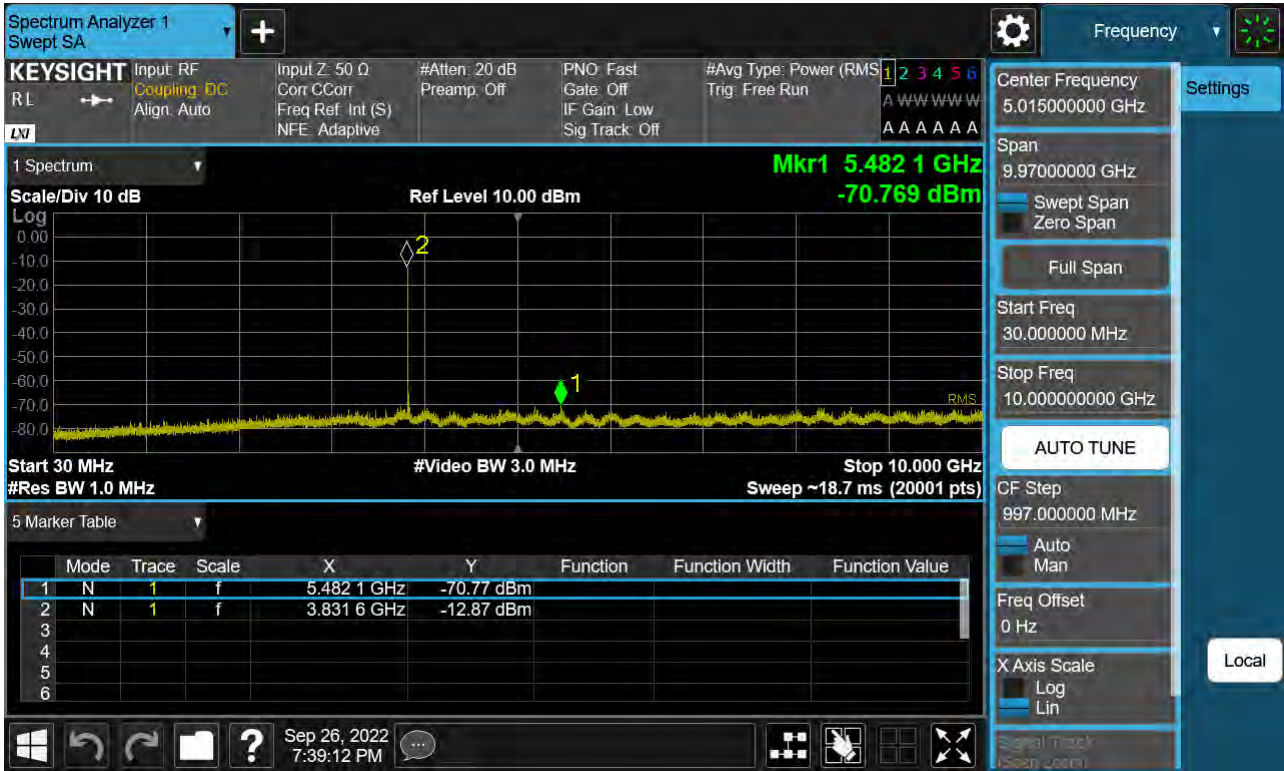 Spectrum Analyzer 1
Swept SA
Frequency
KEYSIGHT
RL
LXI
Input: RF
Coupling: DC
Align: Auto
Input Z: 50 Ω
Corr CCorr
Freq Ref: Int (S)
NFE: Adaptive
#Atten: 20 dB
Preamp: Off
PNO: Fast
Gate: Off
IF Gain: Low
Sig Track: Off
#Avg Type: Power (RMS
Trig: Free Run
1 2 3 4 5 6
A W W W W W
A A A A A A
1 Spectrum
Mkr1 5.482 1 GHz
Scale/Div 10 dB
Ref Level 10.00 dBm
-70.769 dBm
Log
0.00
-10.0
-20.0
-30.0
-40.0
-50.0
-60.0
-70.0
-80.0
2
1
RMS
Start 30 MHz
#Video BW 3.0 MHz
Stop 10.000 GHz
#Res BW 1.0 MHz
Sweep ~18.7 ms (20001 pts)
5 Marker Table
Mode Trace Scale X Y Function Function Width Function Value
1 N 1 f 5.482 1 GHz -70.77 dBm
2 N 1 f 3.831 6 GHz -12.87 dBm
3
4
5
6
Sep 26, 2022
7:39:12 PM
Center Frequency
5.015000000 GHz
Settings
Span
9.97000000 GHz
Swept Span
Zero Span
Full Span
Start Freq
30.000000 MHz
Stop Freq
10.000000000 GHz
AUTO TUNE
CF Step
997.000000 MHz
Auto
Man
Freq Offset
0 Hz
X Axis Scale
Log
Lin
Signal Track
(Span Zoom)
Local